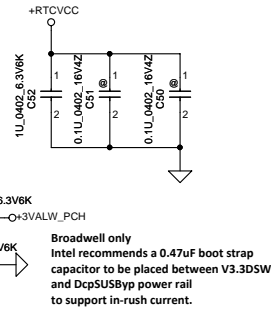 +RTCVCC
1U_0402_6.3V6K
C52
1
2
0.1U_0402_16V4Z
C51
@
1
2
0.1U_0402_16V4Z
C50
@
1
2
6.3V6K
+3VALW_PCH
V6K
Broadwell only
Intel recommends a 0.47uF boot strap
capacitor to be placed between V3.3DSW
and DcpSUSByp power rail
to support in-rush current.